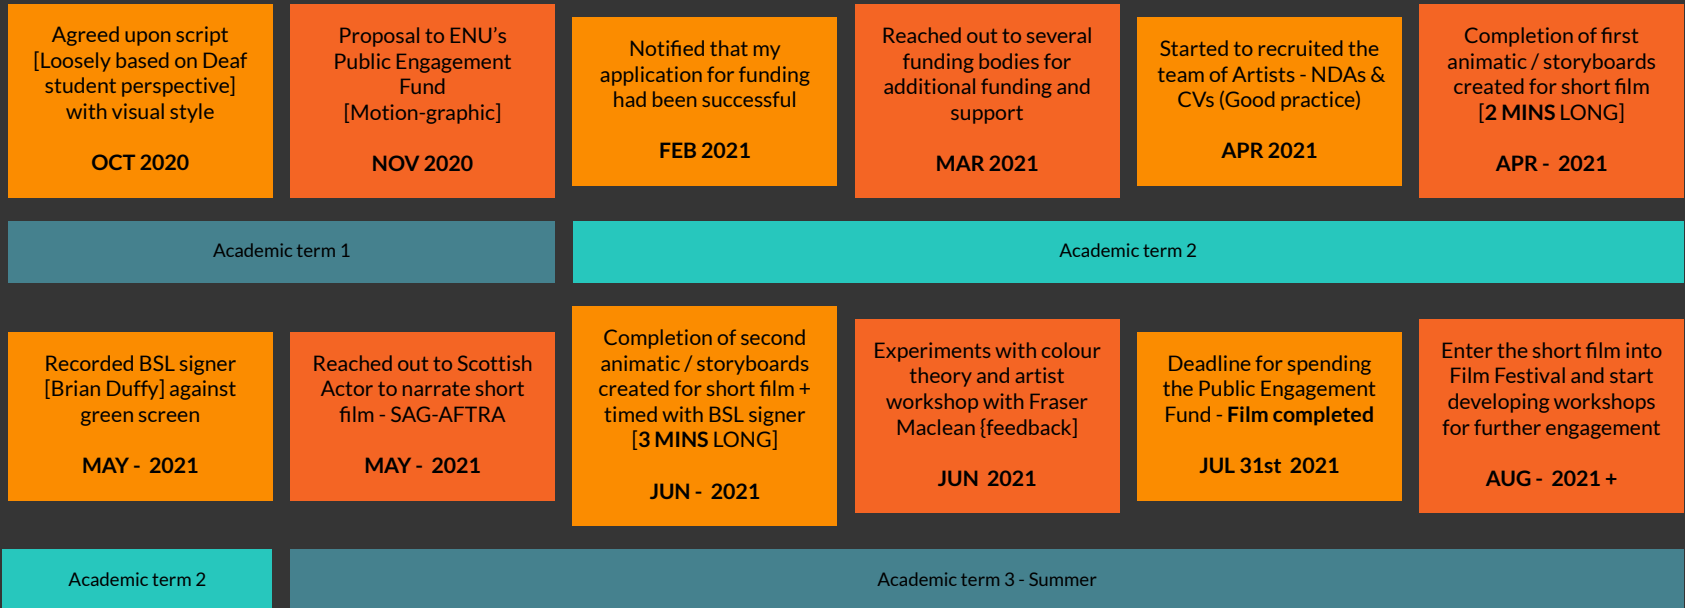 Agreed upon script
[Loosely based on Deaf
student perspective]
with visual style
OCT 2020
Proposal to ENU's
Public Engagement
Fund
[Motion-graphic]
NOV 2020
Notified that my
application for funding
had been successful
FEB 2021
Reached out to several
funding bodies for
additional funding and
support
MAR 2021
Started to recruited the
team of Artists - NDAs &
CVs (Good practice)
APR 2021
Completion of first
animatic / storyboards
created for short film
[2 MINS LONG]
APR - 2021
Academic term 1
Academic term 2
Recorded BSL signer
[Brian Duffy] against
green screen
MAY - 2021
Reached out to Scottish
Actor to narrate short
film - SAG-AFTRA
MAY - 2021
Completion of second
animatic / storyboards
created for short film +
timed with BSL signer
[3 MINS LONG]
JUN - 2021
Experiments with colour
theory and artist
workshop with Fraser
Maclean {feedback]
JUN 2021
Deadline for spending
the Public Engagement
Fund - Film completed
JUL 31st 2021
Enter the short film into
Film Festival and start
developing workshops
for further engagement
AUG - 2021 +
Academic term 2
Academic term 3 - Summer